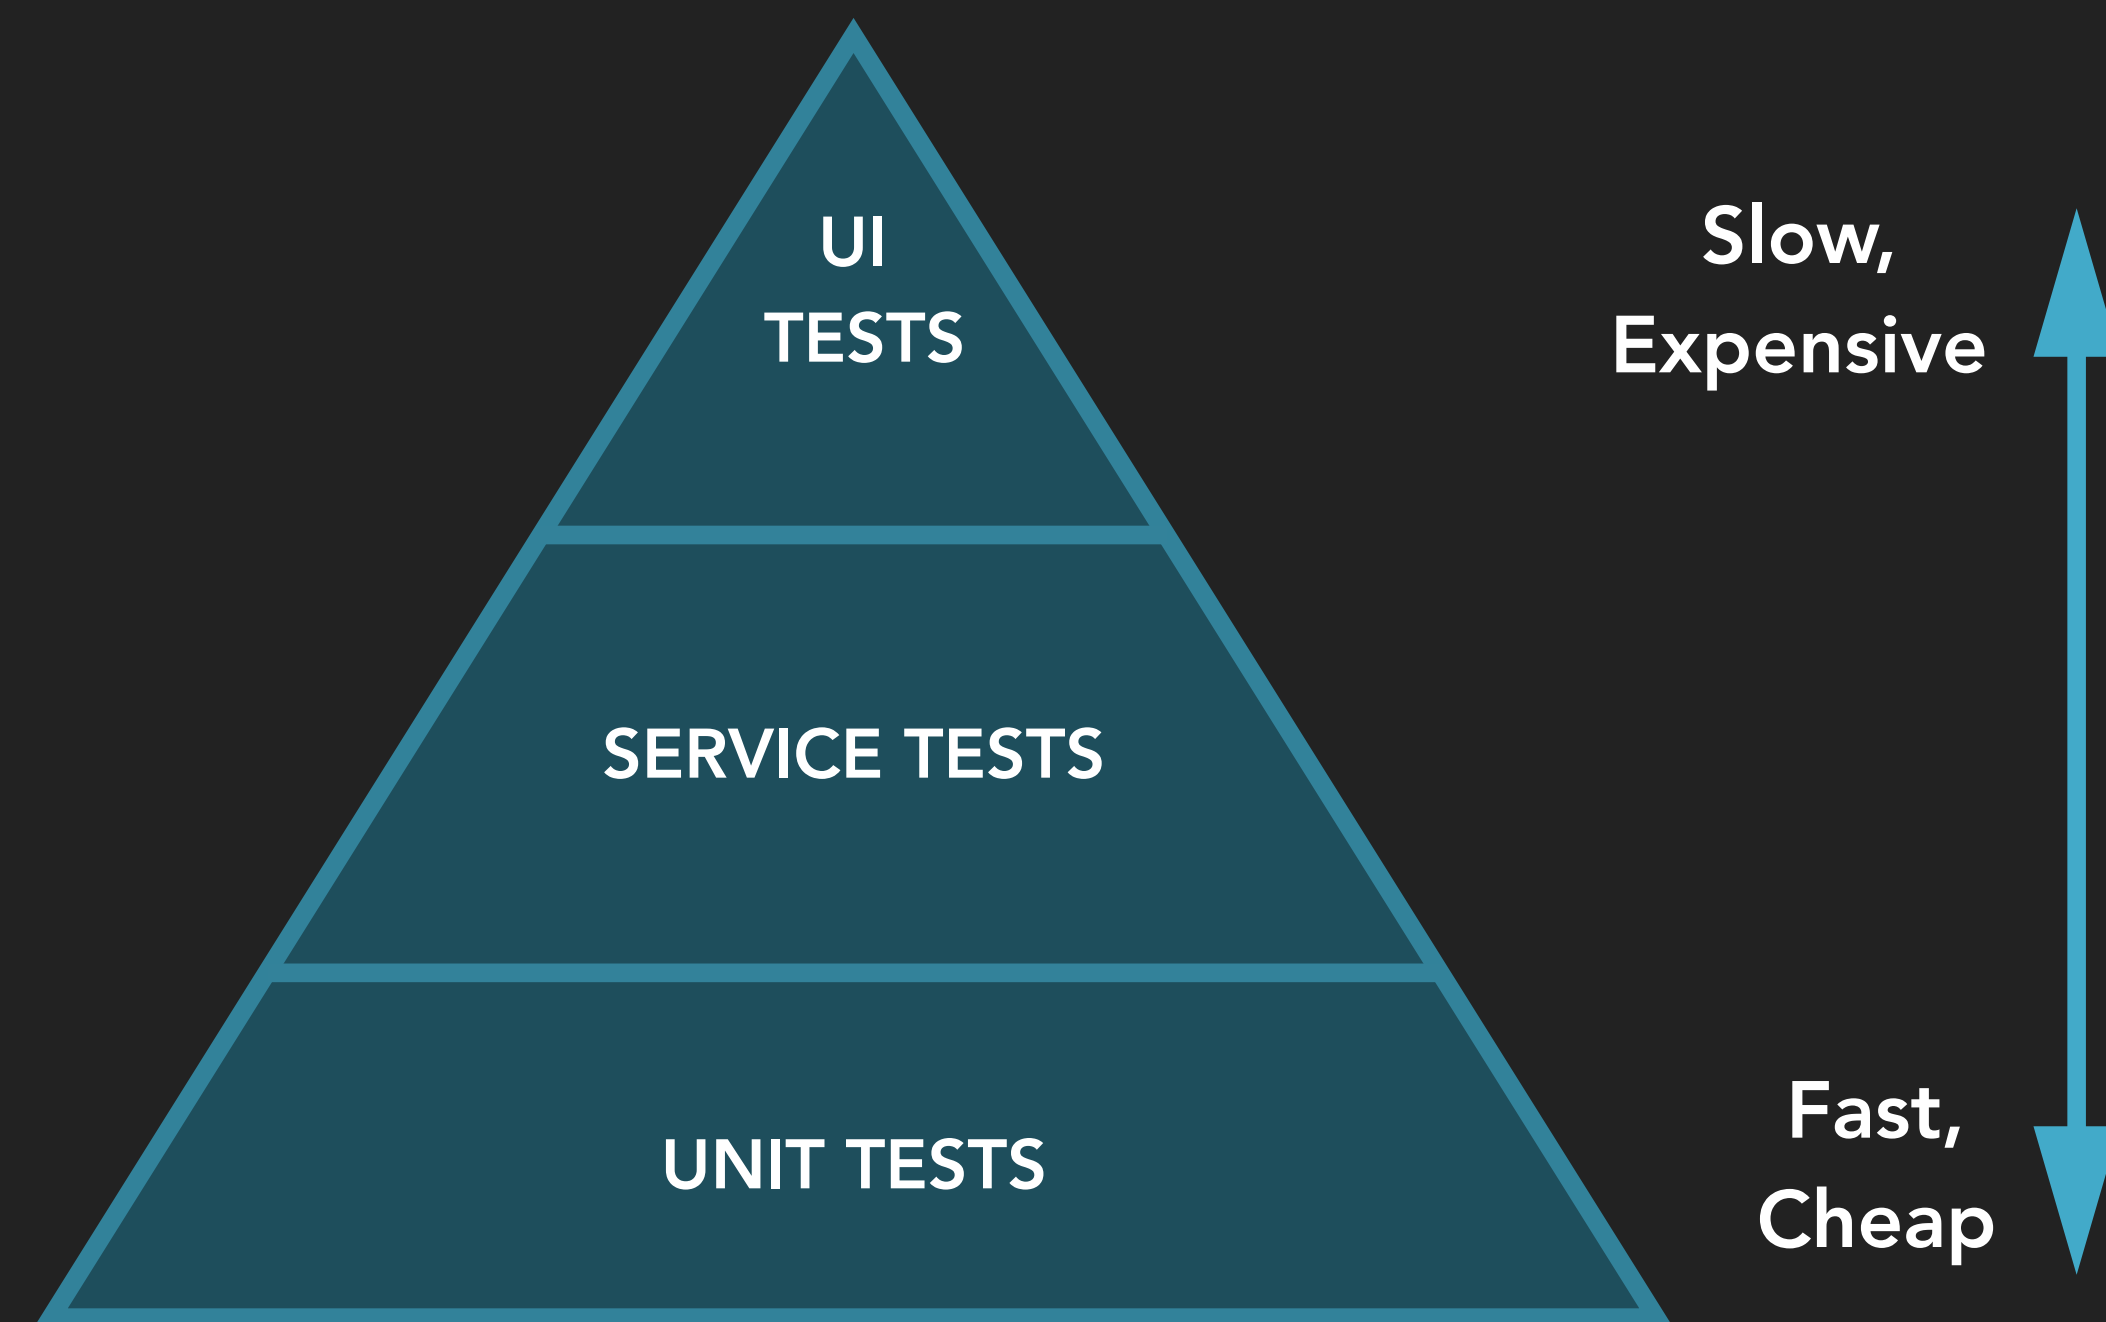 UI
TESTS
Slow,
Expensive
SERVICE TESTS
Fast,
Cheap
UNIT TESTS